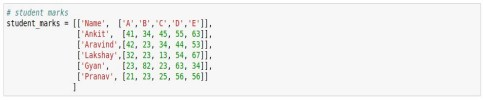 # student marks
student_marks = [['Name', ['A','B','C','D','E']],
['Ankit', [41, 34, 45, 55, 63]],
['Aravind',[42, 23, 34, 44, 53]],
['Lakshay',[32, 23, 13, 54, 67]],
['Gyan', [23, 82, 23, 63, 34]],
['Pranav', [21, 23, 25, 56, 56]]
]